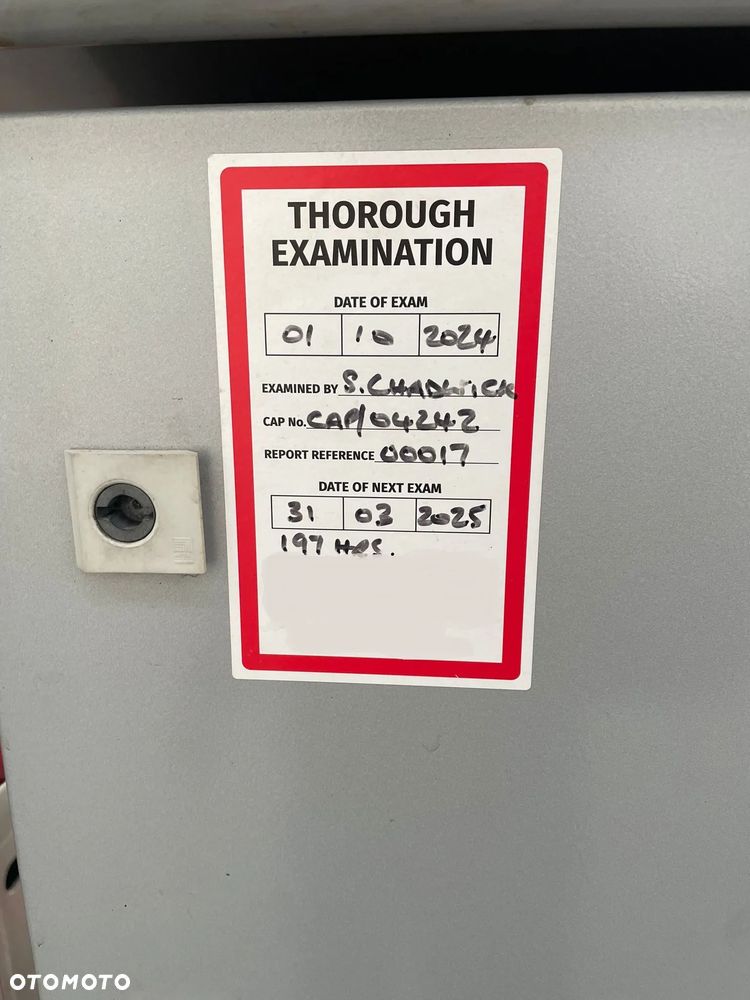 THOROUGH
EXAMINATION
DATE OF EXAM
01 10 2024
EXAMINED BY S. CHADWICK
CAP No. CAP/04242
REPORT REFERENCE 00017
DATE OF NEXT EXAM
31 03 2025
197 HRS.
OTOMOTO